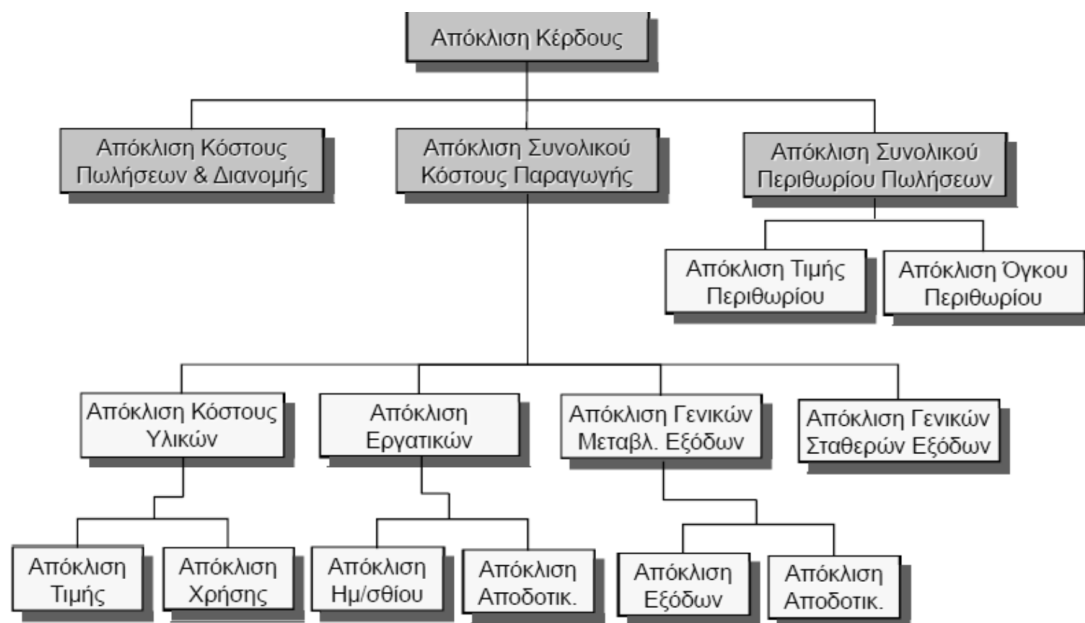 Απόκλιση Κέρδους
Απόκλιση Κόστους
Πωλήσεων & Διανομής
Απόκλιση Συνολικού
Κόστους Παραγωγής
Απόκλιση Συνολικού
Περιθωρίου Πωλήσεων
Απόκλιση Τιμής
Περιθωρίου
Απόκλιση Όγκου
Περιθωρίου
Απόκλιση Κόστους
Υλικών
Απόκλιση
Εργατικών
Απόκλιση Γενικών
Μεταβλ. Εξόδων
Απόκλιση Γενικών
Σταθερών Εξόδων
Απόκλιση
Τιμής
Απόκλιση
Χρήσης
Απόκλιση
Ημ/σθίου
Απόκλιση
Αποδοτικ.
Απόκλιση
Εξόδων
Απόκλιση
Αποδοτικ.